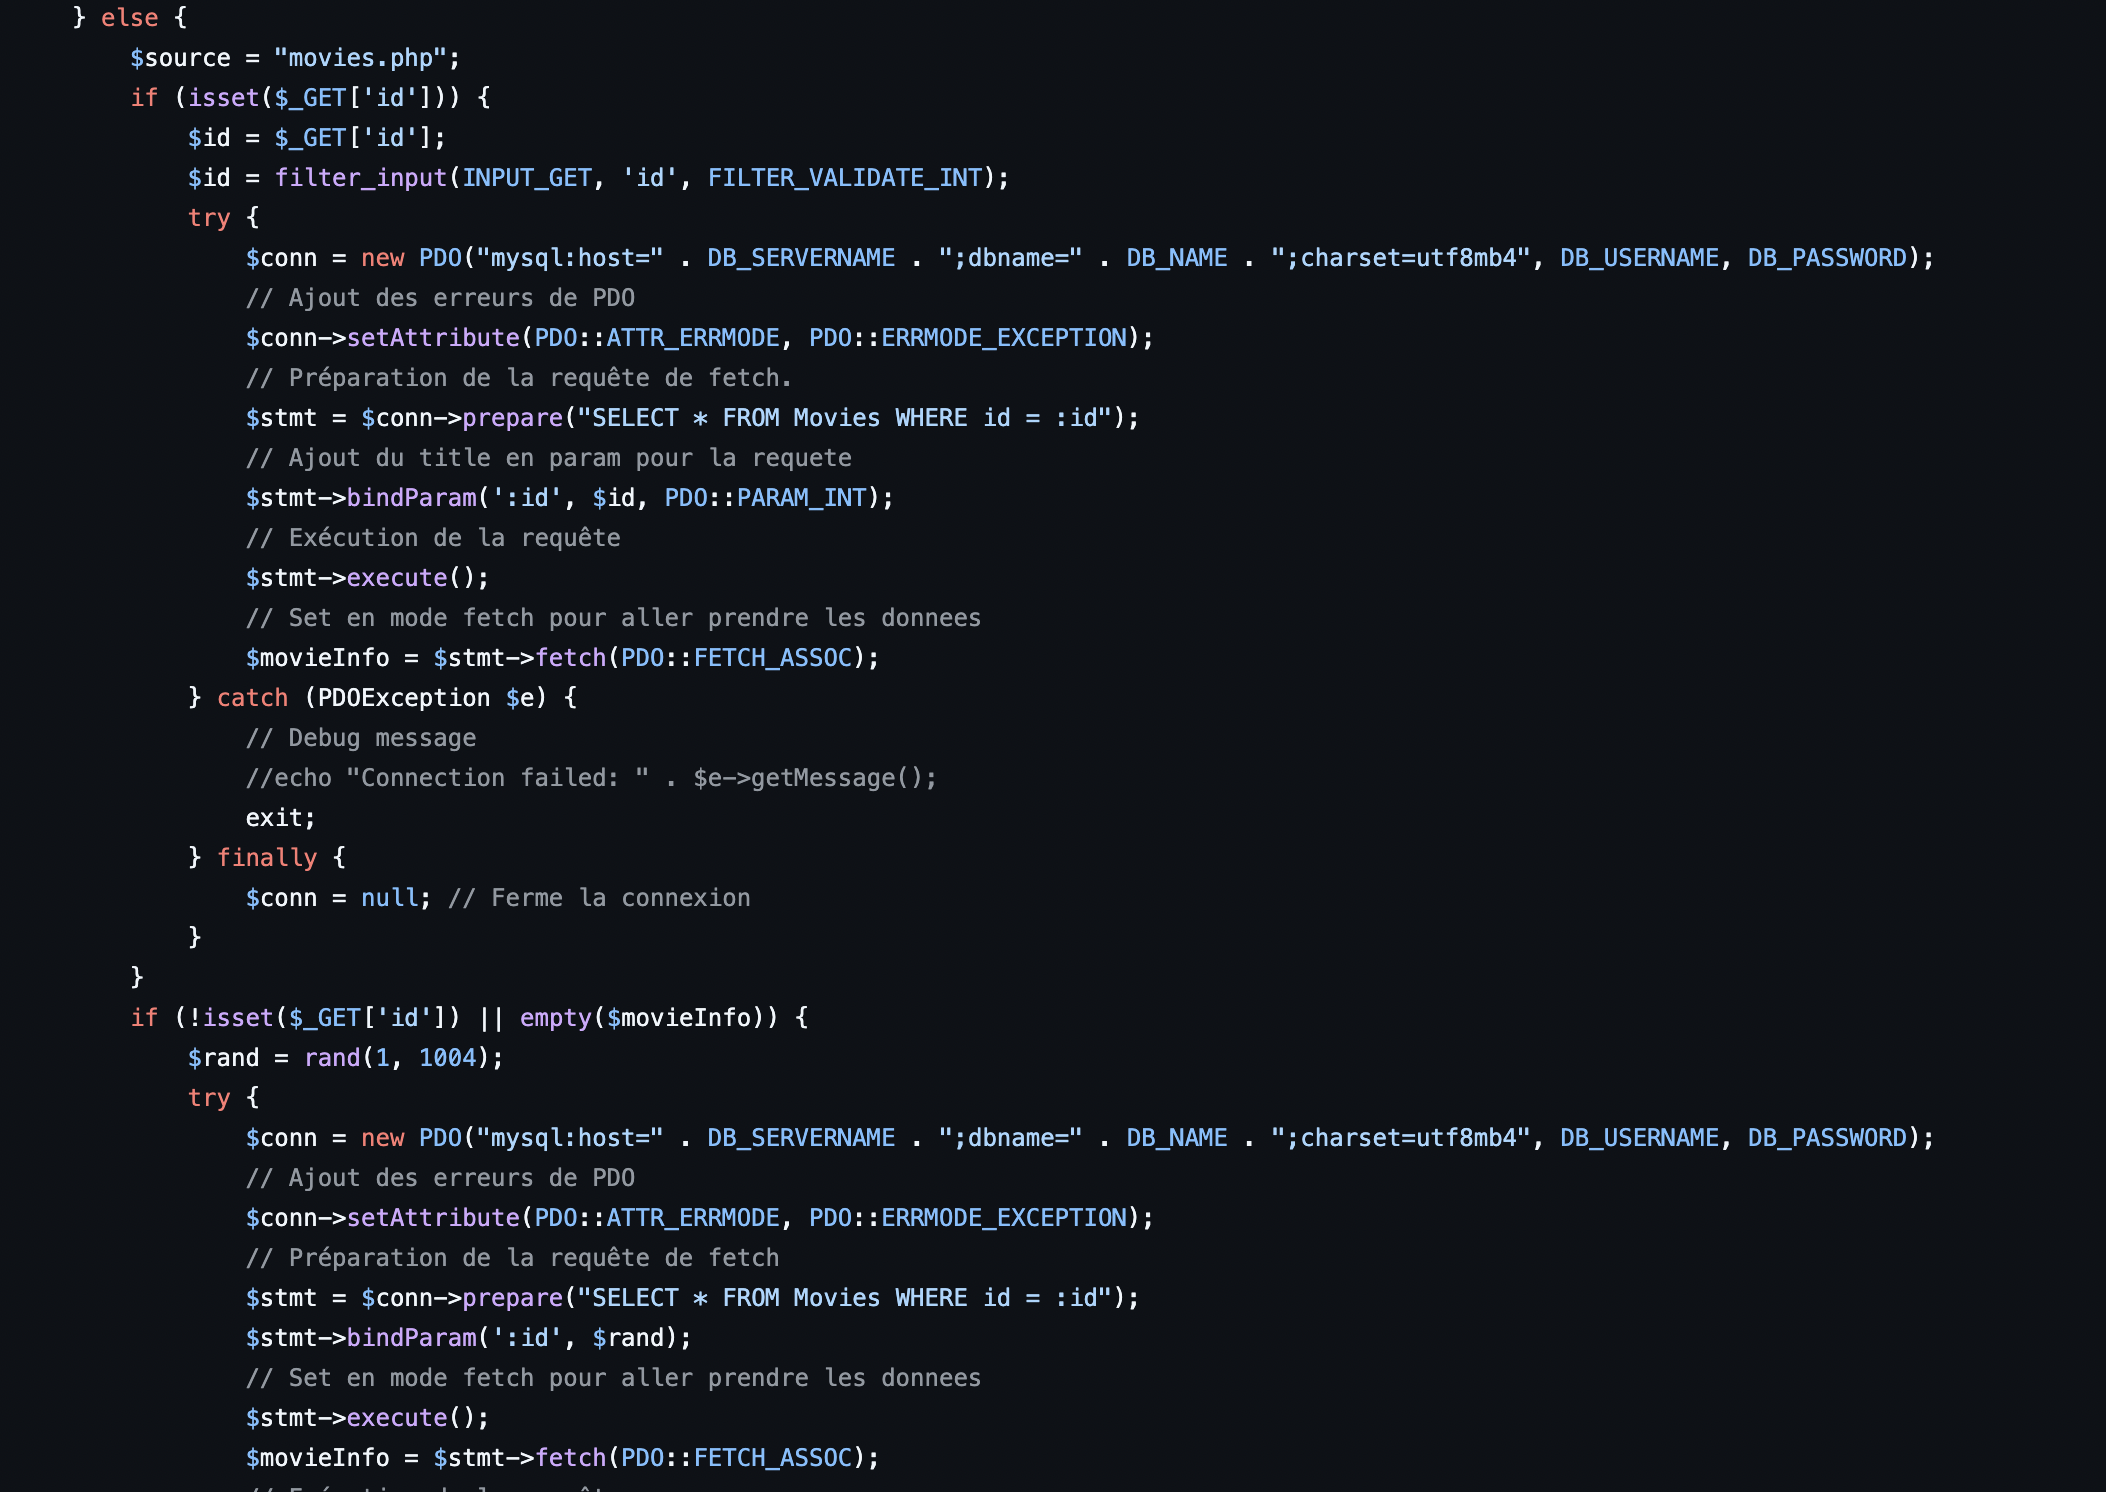 } else {
$source = "movies.php";
if (isset($_GET['id'])) {
$id = $_GET['id'];
$id = filter_input(INPUT_GET, 'id', FILTER_VALIDATE_INT);
try {
$conn = new PDO("mysql:host=" . DB_SERVERNAME . ";dbname=" . DB_NAME . ";charset=utf8mb4", DB_USERNAME, DB_PASSWORD);
// Ajout des erreurs de PDO
$conn->setAttribute(PDO::ATTR_ERRMODE, PDO::ERRMODE_EXCEPTION);
// Préparation de la requête de fetch.
$stmt = $conn->prepare("SELECT * FROM Movies WHERE id = :id");
// Ajout du title en param pour la requete
$stmt->bindParam(':id', $id, PDO::PARAM_INT);
// Exécution de la requête
$stmt->execute();
// Set en mode fetch pour aller prendre les donnees
$movieInfo = $stmt->fetch(PDO::FETCH_ASSOC);
} catch (PDOException $e) {
// Debug message
//echo "Connection failed: " . $e->getMessage();
exit;
} finally {
$conn = null; // Ferme la connexion
}
}
if (!isset($_GET['id']) || empty($movieInfo)) {
$rand = rand(1, 1004);
try {
$conn = new PDO("mysql:host=" . DB_SERVERNAME . ";dbname=" . DB_NAME . ";charset=utf8mb4", DB_USERNAME, DB_PASSWORD);
// Ajout des erreurs de PDO
$conn->setAttribute(PDO::ATTR_ERRMODE, PDO::ERRMODE_EXCEPTION);
// Préparation de la requête de fetch
$stmt = $conn->prepare("SELECT * FROM Movies WHERE id = :id");
$stmt->bindParam(':id', $rand);
// Set en mode fetch pour aller prendre les donnees
$stmt->execute();
$movieInfo = $stmt->fetch(PDO::FETCH_ASSOC);